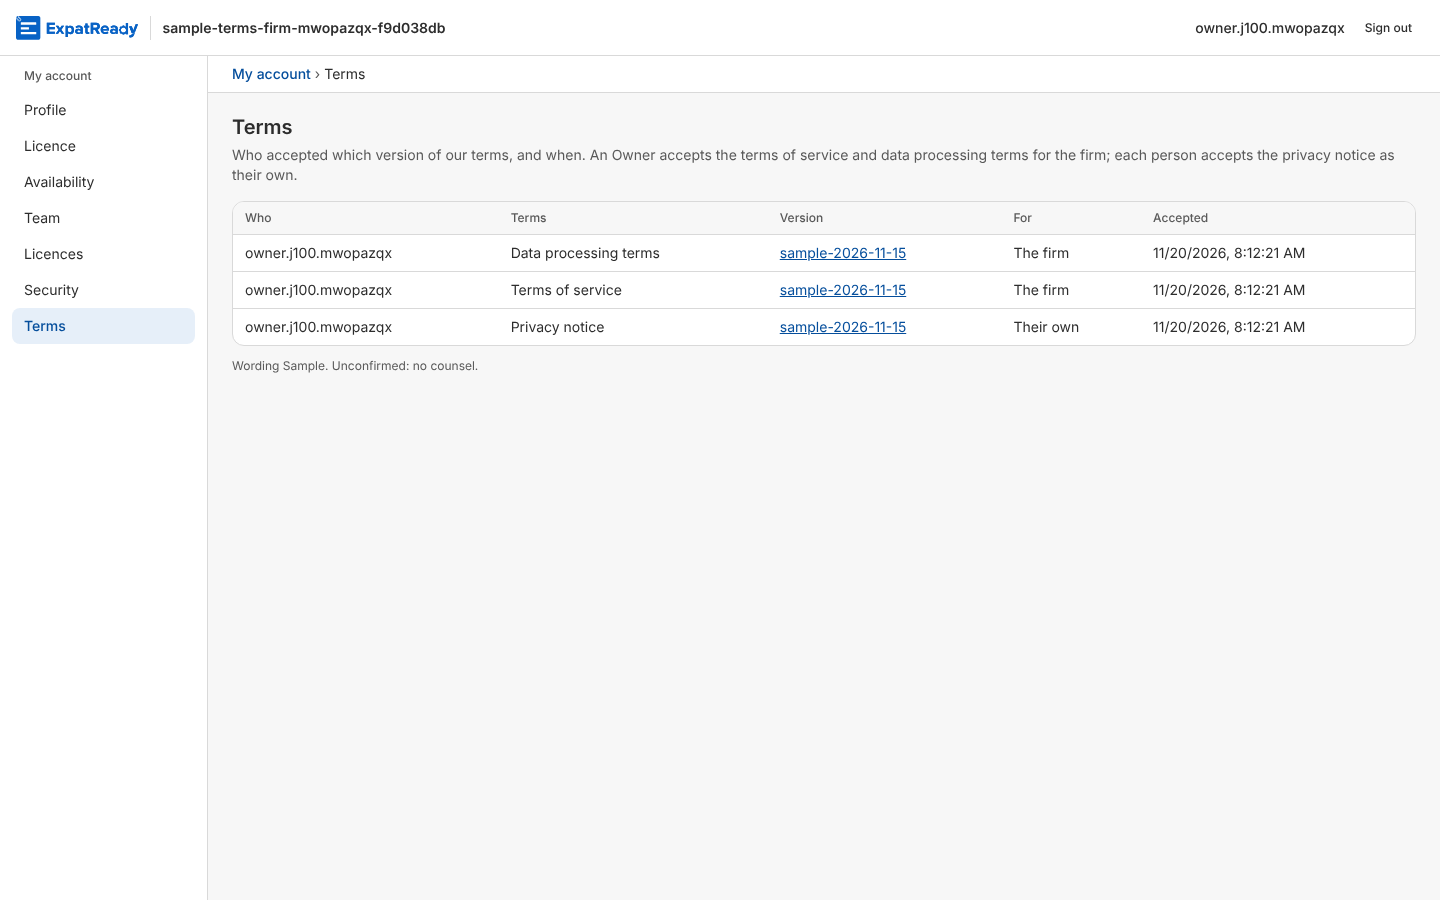 ExpatReady
sample-terms-firm-mwopazqx-f9d038db
owner.j100.mwopazqx
Sign out
My account
Profile
Licence
Availability
Team
Licences
Security
Terms
My account › Terms
Terms
Who accepted which version of our terms, and when. An Owner accepts the terms of service and data processing terms for the firm; each person accepts the privacy notice as
their own.
Who Terms Version For Accepted
owner.j100.mwopazqx Data processing terms sample-2026-11-15 The firm 11/20/2026, 8:12:21 AM
owner.j100.mwopazqx Terms of service sample-2026-11-15 The firm 11/20/2026, 8:12:21 AM
owner.j100.mwopazqx Privacy notice sample-2026-11-15 Their own 11/20/2026, 8:12:21 AM
Wording Sample. Unconfirmed: no counsel.